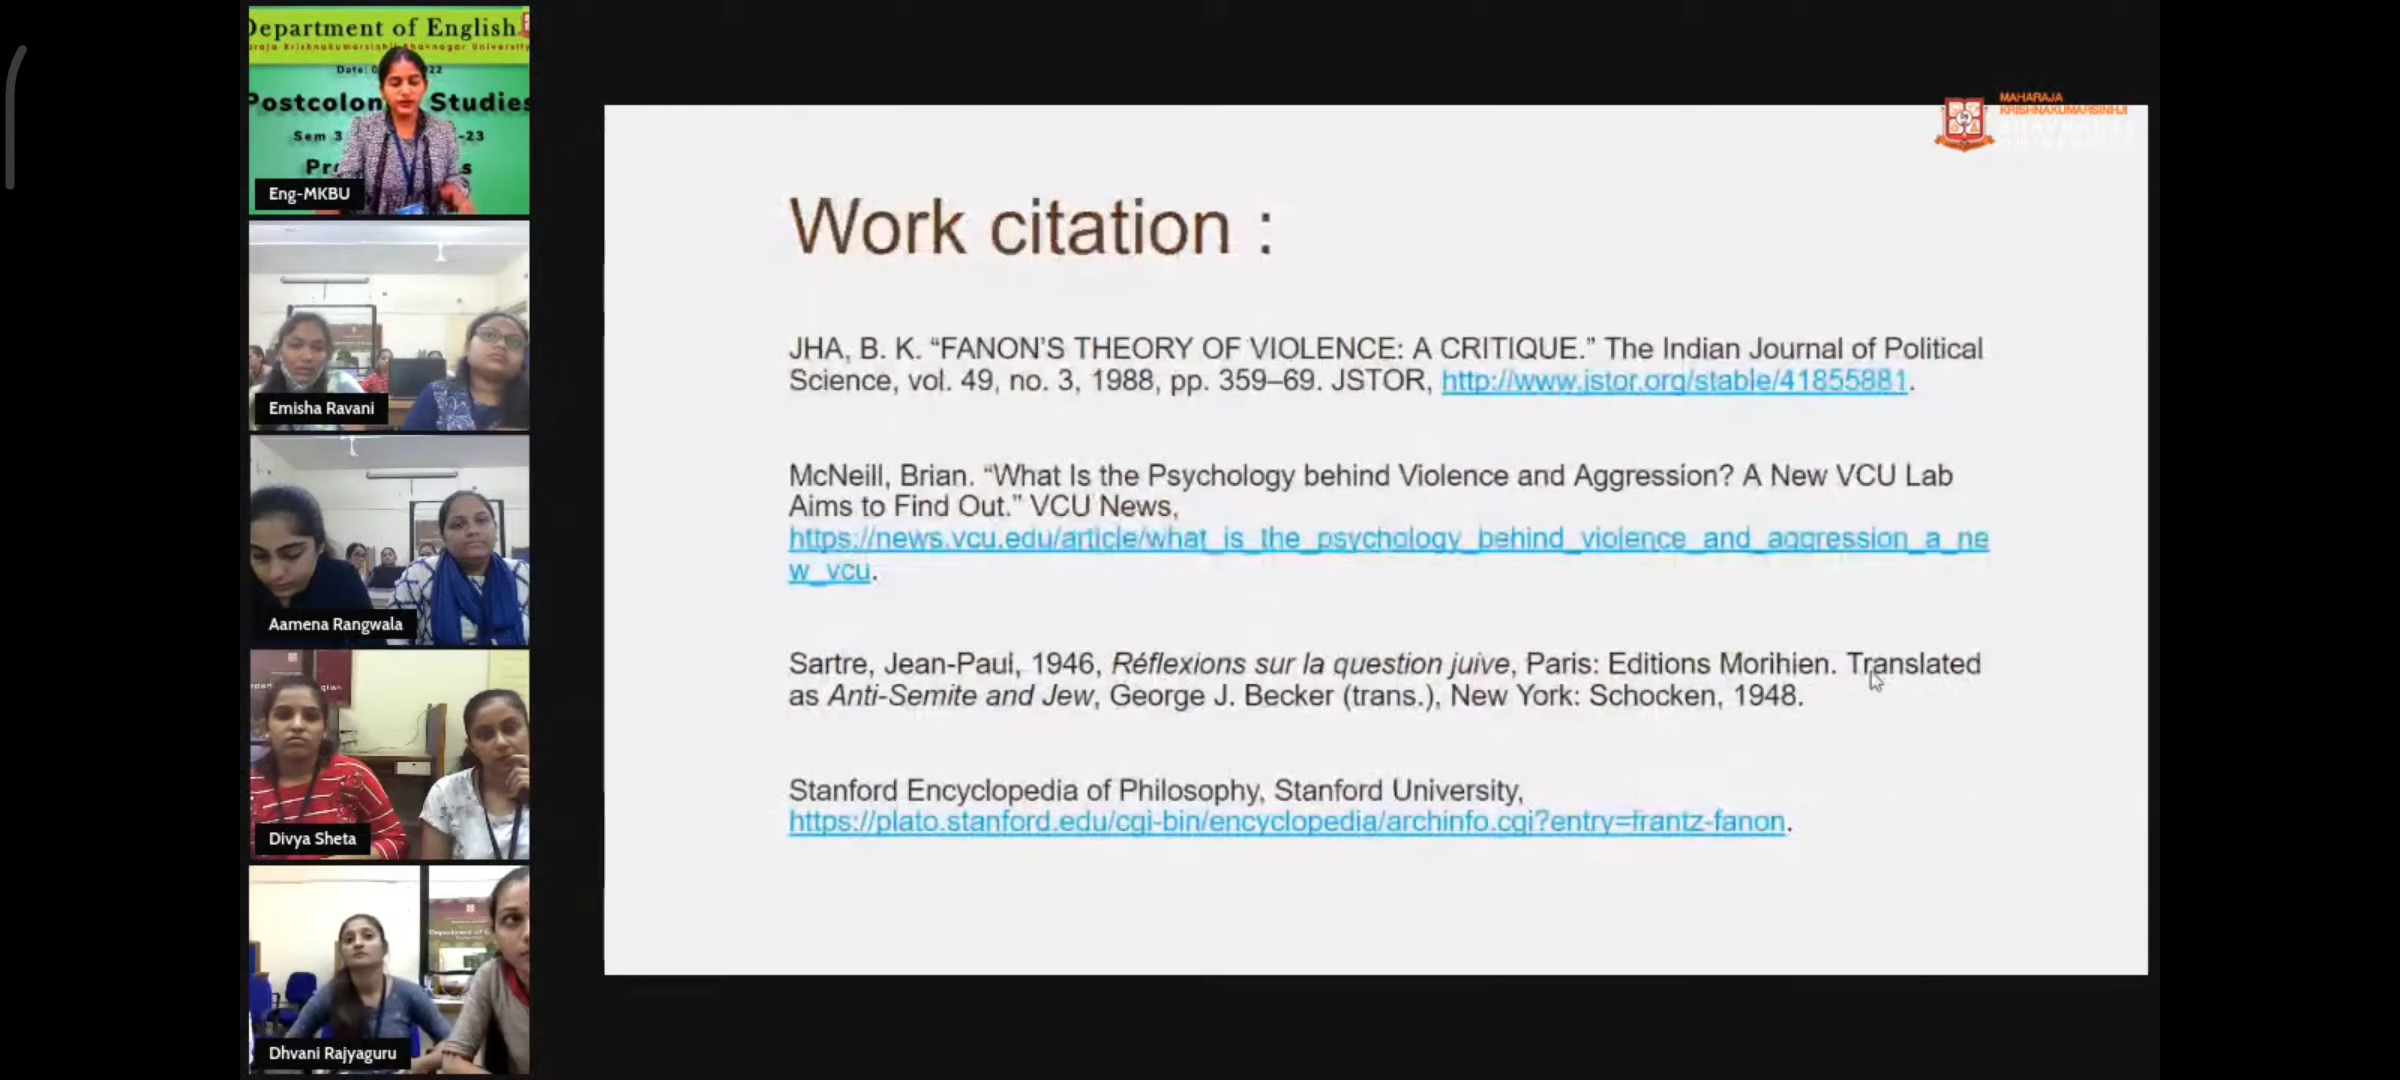 Department of English
Maharaja Krishnakumarsinhji Bhavnagar University
Date:
22
Postcolon
Studies
Sem 3
-23
Eng-MKBU
Emisha Ravani
Aamena Rangwala
Divya Sheta
Dhvani Rajyaguru
MAHARAJA
KRISHNAKUMARSINHJI
Work citation :
JHA, B. K. “FANON’S THEORY OF VIOLENCE: A CRITIQUE.” The Indian Journal of Political
Science, vol. 49, no. 3, 1988, pp. 359–69. JSTOR, http://www.jstor.org/stable/41855881.
McNeill, Brian. “What Is the Psychology behind Violence and Aggression? A New VCU Lab
Aims to Find Out.” VCU News,
https://news.vcu.edu/article/what_is_the_psychology_behind_violence_and_aggression_a_ne
w_vcu.
Sartre, Jean-Paul, 1946, Réflexions sur la question juive, Paris: Editions Morihien. Translated
as Anti-Semite and Jew, George J. Becker (trans.), New York: Schocken, 1948.
Stanford Encyclopedia of Philosophy, Stanford University,
https://plato.stanford.edu/cgi-bin/encyclopedia/archinfo.cgi?entry=frantz-fanon.